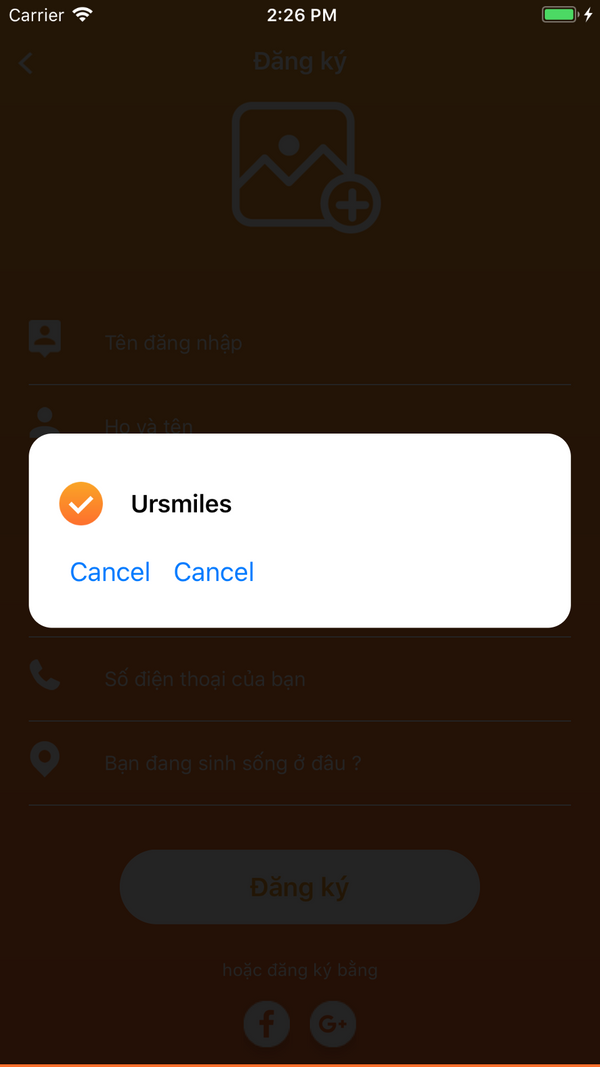 Carrier 2:26 PM
Đăng ký
Tên đăng nhập
Họ và tên
Ursmiles
Cancel Cancel
Số điện thoại của bạn
Bạn đang sinh sống ở đâu ?
Đăng ký
hoặc đăng ký bằng
f G+